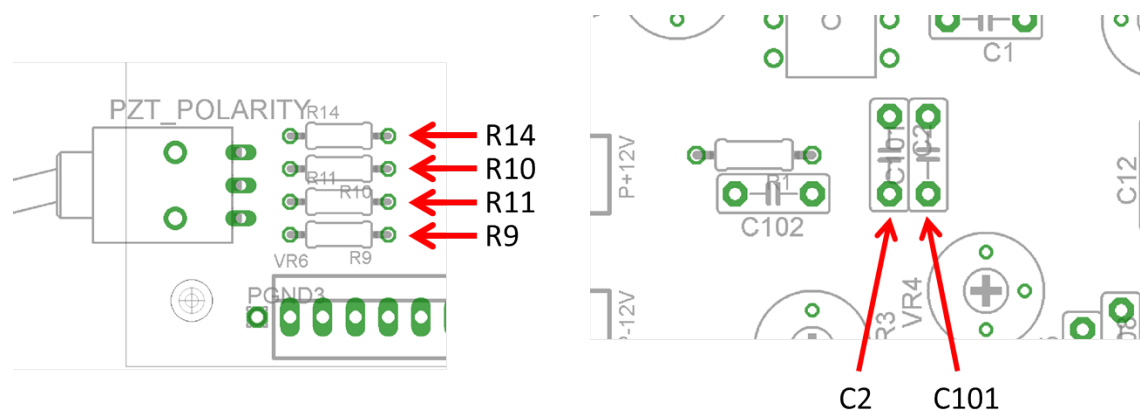 PZT_POLARITY
R14
R14
R10
R11
R10
R11
R9
R9
VR6
PGND3
C1
P+12V
R1
C102
C101
C2
C12
P-12V
R3
VR4
C2
C101